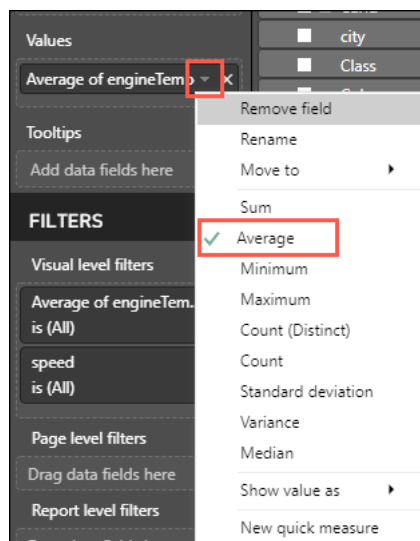 Values
Average of engineTemp
Tooltips
Add data fields here
FILTERS
Visual level filters
Average of engineTem..
is (All)
speed
is (All)
Page level filters
Drag data fields here
Report level filters
city
Class
Remove field
Rename
Move to
Sum
Average
Minimum
Maximum
Count (Distinct)
Count
Standard deviation
Variance
Median
Show value as
New quick measure